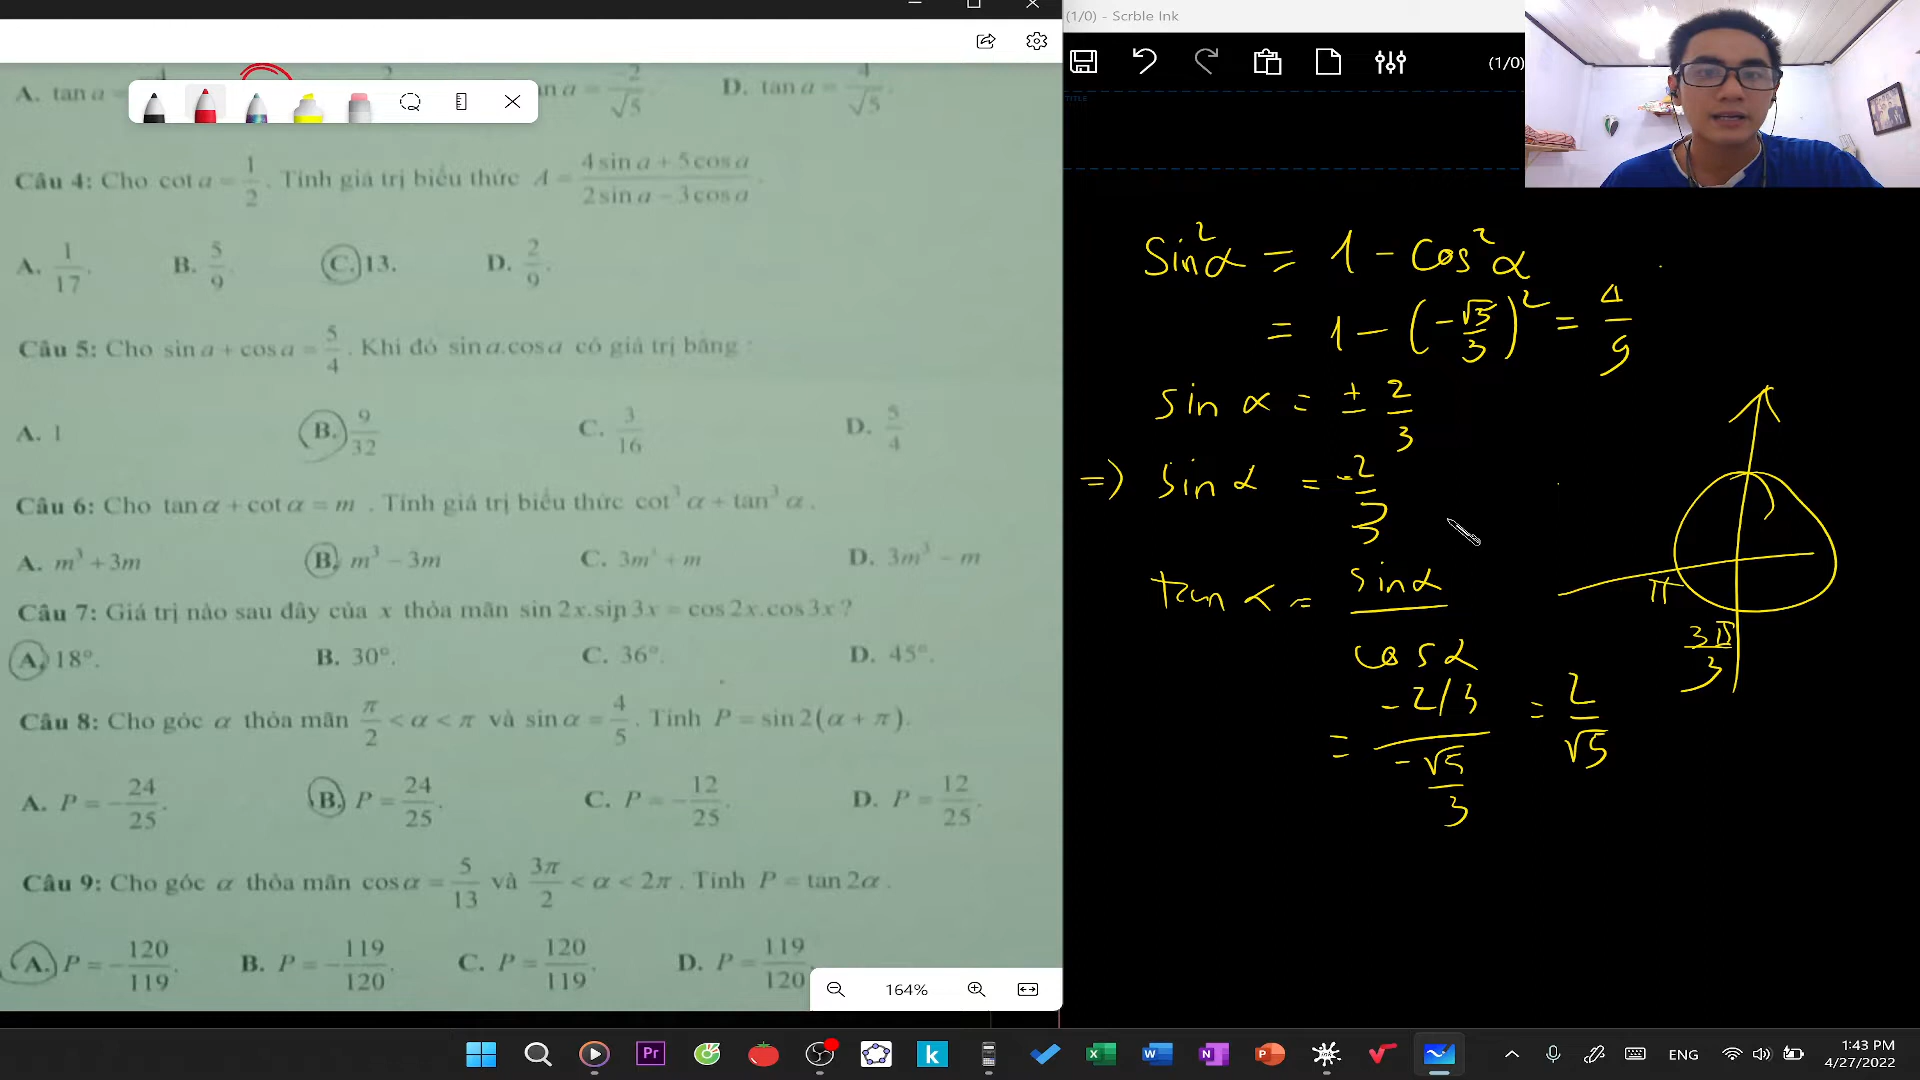 (1/0) - Scrble Ink
(1/0)
TITLE
A. tan a =
an a = 2/√5. D. tan a = 4/√5.
Câu 4: Cho cot a = 1/2. Tính giá trị biểu thức A = (4 sin a + 5 cos a)/(2 sin a − 3 cos a).
A. 1/17. B. 5/9. C. 13. D. 2/9.
Câu 5: Cho sin a + cos a = 5/4. Khi đó sin a.cos a có giá trị bằng :
A. 1 B. 9/32 C. 3/16 D. 5/4
Câu 6: Cho tan α + cot α = m. Tính giá trị biểu thức cot³ α + tan³ α.
A. m³ + 3m B. m³ − 3m C. 3m³ + m D. 3m³ − m
Câu 7: Giá trị nào sau đây của x thỏa mãn sin 2x.sin 3x = cos 2x.cos 3x ?
A. 18°. B. 30°. C. 36°. D. 45°.
Câu 8: Cho góc α thỏa mãn π/2 < α < π và sin α = 4/5. Tính P = sin 2(α + π).
A. P = −24/25. B. P = 24/25. C. P = −12/25. D. P = 12/25.
Câu 9: Cho góc α thỏa mãn cos α = 5/13 và 3π/2 < α < 2π. Tính P = tan 2α.
A. P = −120/119. B. P = −119/120. C. P = 120/119. D. P = 119/120
164%
Sin²α = 1 − cos²α
= 1 − (−√5/3)² = 4/9
sin α = ± 2/3
=> sin α = −2/3
tan α = sinα/cosα
= (−2/3)/(−√5/3) = 2/√5
π
3π/3
Pr
k
ENG
1:43 PM
4/27/2022